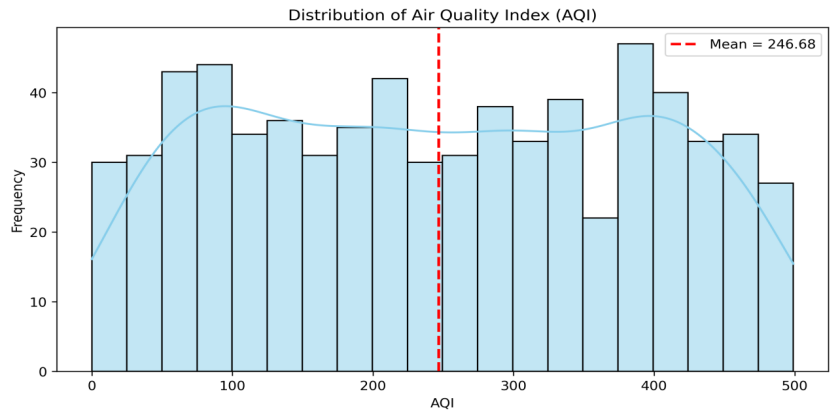 Distribution of Air Quality Index (AQI)
Mean = 246.68
Frequency
40
30
20
10
0
0 100 200 300 400 500
AQI